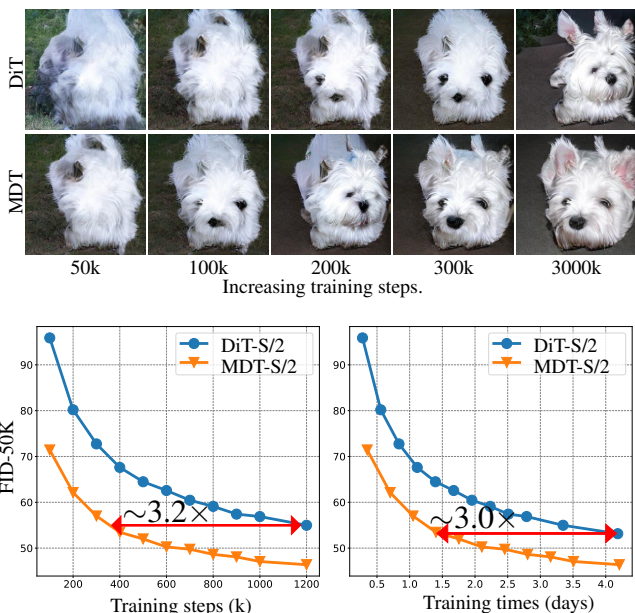 DiT
MDT
50k 100k 200k 300k 3000k
Increasing training steps.
FID-50K
90
80
70
60
50
DiT-S/2
MDT-S/2
~3.2×
200 400 600 800 1000 1200
Training steps (k)
90
80
70
60
50
DiT-S/2
MDT-S/2
~3.0×
0.5 1.0 1.5 2.0 2.5 3.0 3.5 4.0
Training times (days)